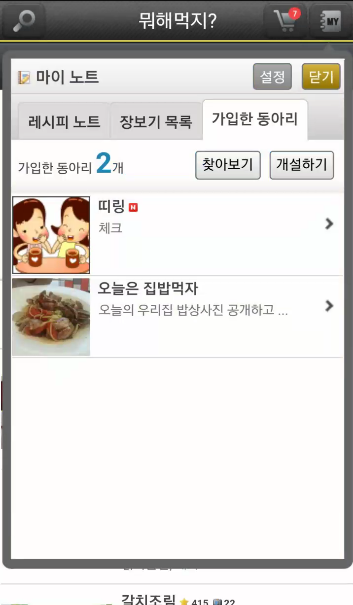 뭐해먹지?
7
MY
마이 노트
설정
닫기
레시피 노트
장보기 목록
가입한 동아리
가입한 동아리 2개
찾아보기
개설하기
띠링 N
체크
오늘은 집밥먹자
오늘의 우리집 밥상사진 공개하고 ...
갈치조림 415 22